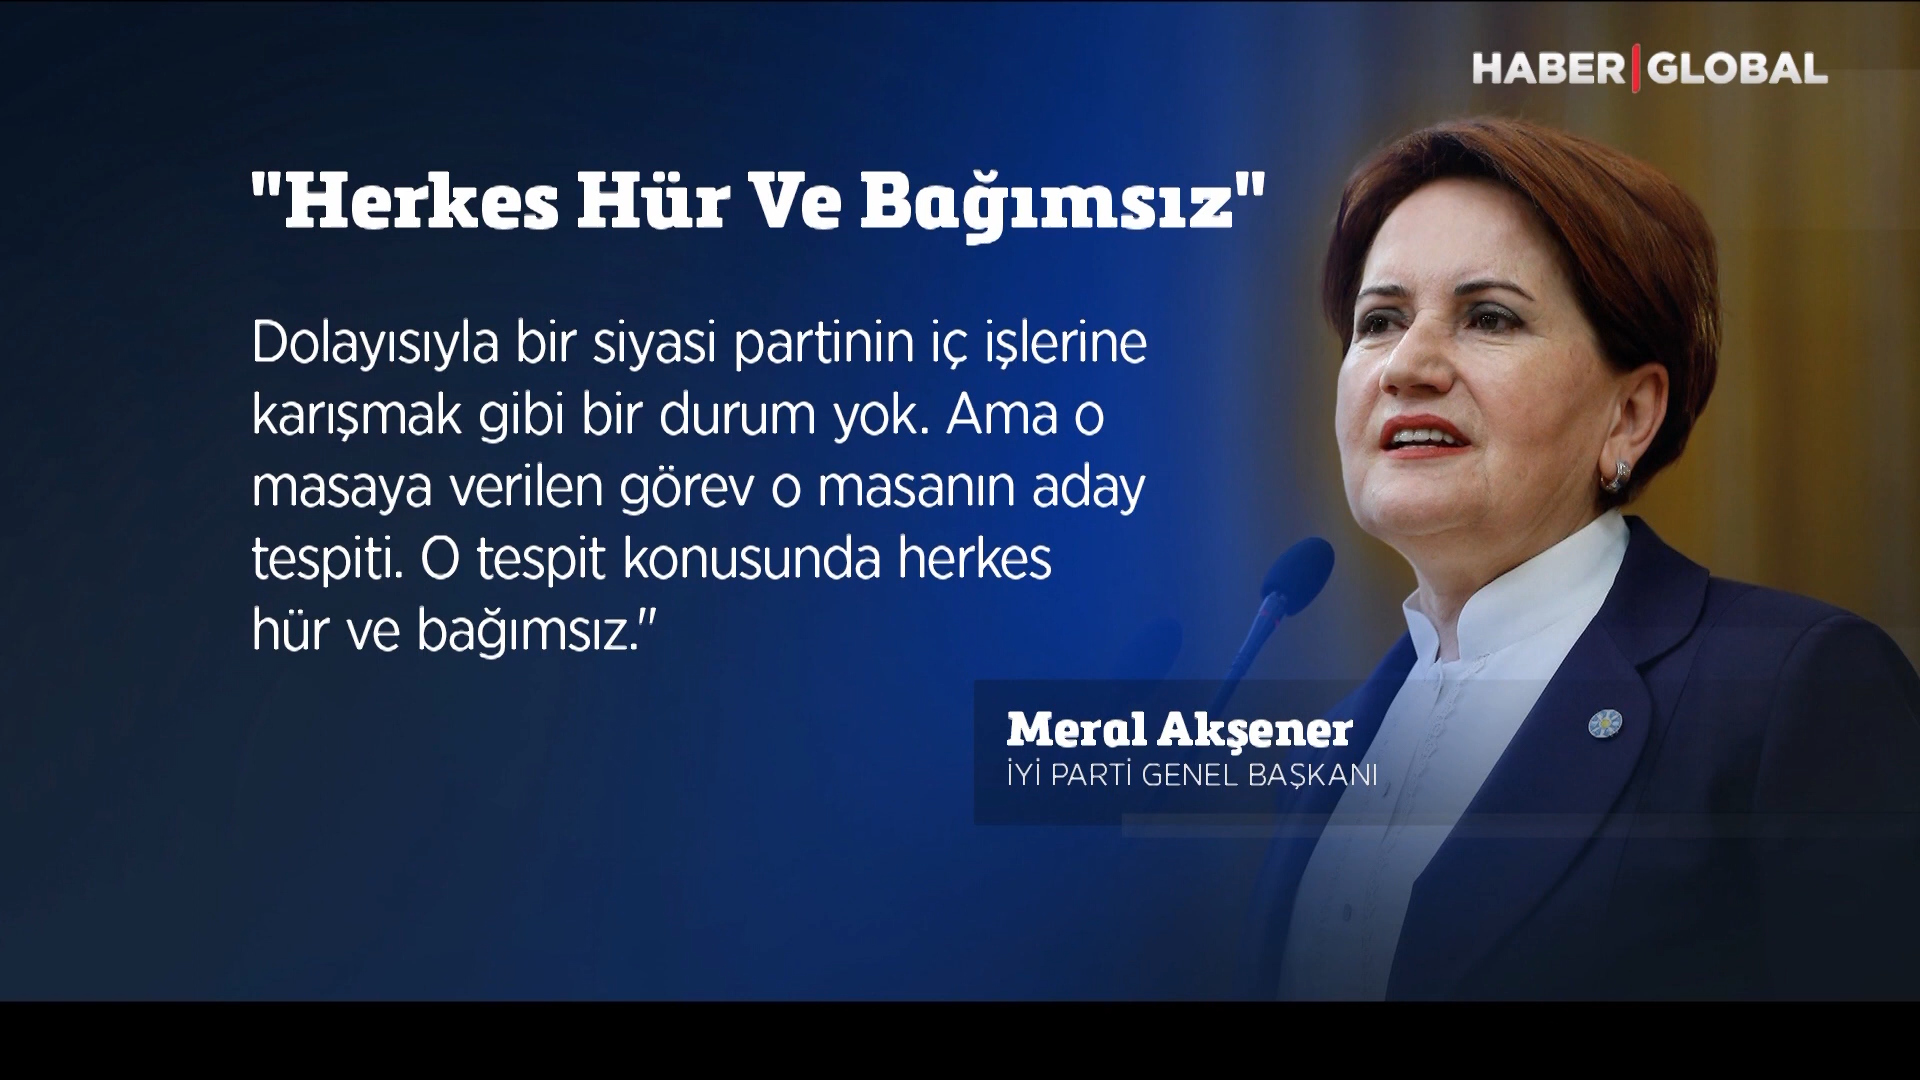 HABER GLOBAL
"Herkes Hür Ve Bağımsız"
Dolayısıyla bir siyasi partinin iç işlerine
karışmak gibi bir durum yok. Ama o
masaya verilen görev o masanın aday
tespiti. O tespit konusunda herkes
hür ve bağımsız."
Meral Akşener
İYİ PARTİ GENEL BAŞKANI